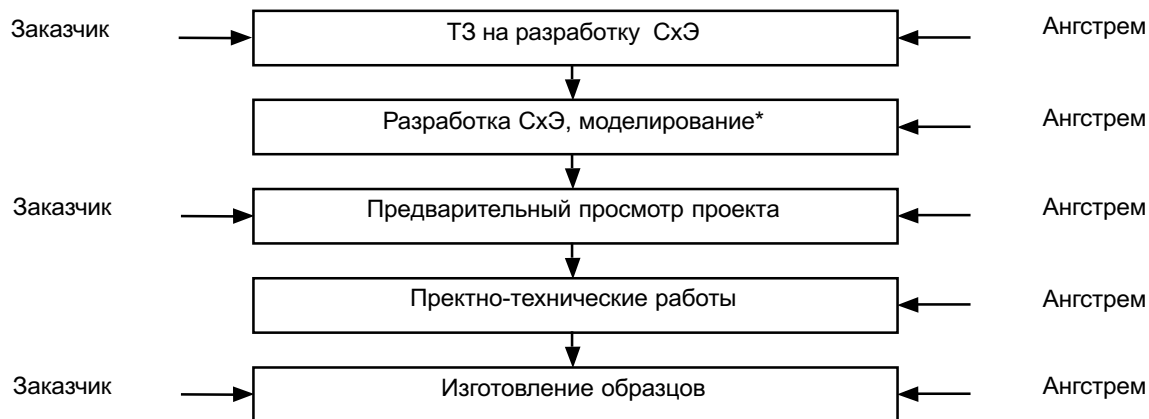 Заказчик ТЗ на разработку СхЭ Ангстрем
Разработка СхЭ, моделирование* Ангстрем
Заказчик Предварительный просмотр проекта Ангстрем
Пректно-технические работы Ангстрем
Заказчик Изготовление образцов Ангстрем